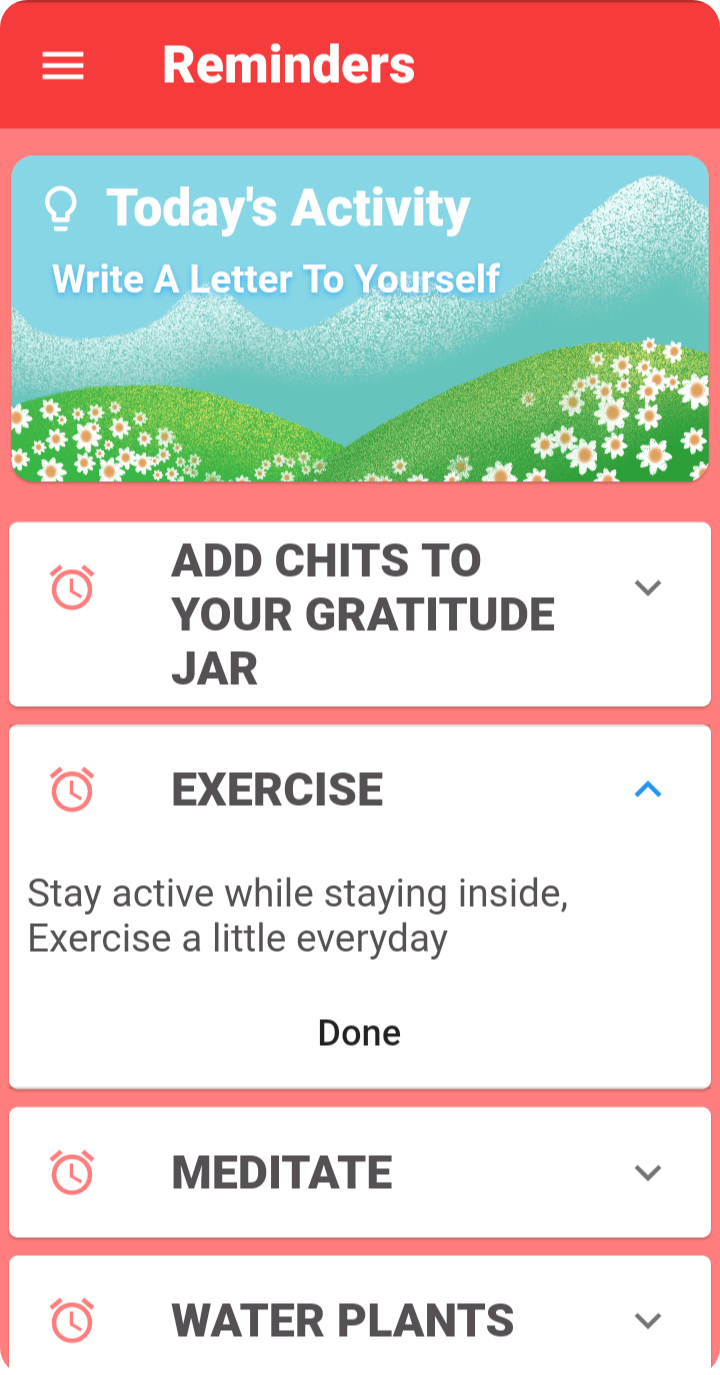 Reminders
Today's Activity
Write A Letter To Yourself
ADD CHITS TO
YOUR GRATITUDE
JAR
EXERCISE
Stay active while staying inside,
Exercise a little everyday
Done
MEDITATE
WATER PLANTS